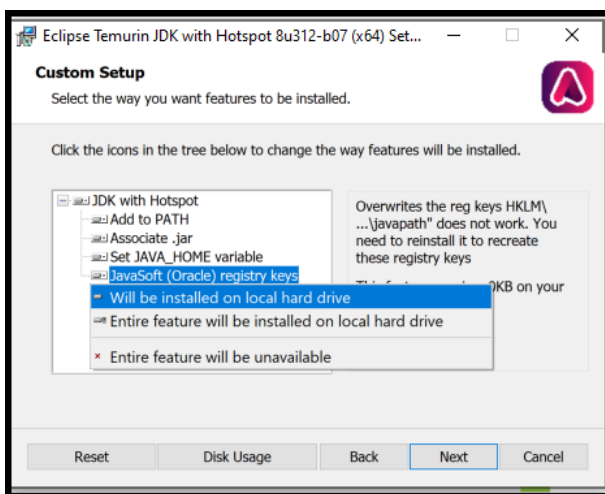 Eclipse Temurin JDK with Hotspot 8u312-b07 (x64) Set...
Custom Setup
Select the way you want features to be installed.
Click the icons in the tree below to change the way features will be installed.
JDK with Hotspot
Add to PATH
Associate .jar
Set JAVA_HOME variable
JavaSoft (Oracle) registry keys
Will be installed on local hard drive
Entire feature will be installed on local hard drive
Entire feature will be unavailable
Overwrites the reg keys HKLM\
...\javapath" does not work. You
need to reinstall it to recreate
these registry keys
0KB on your
Reset
Disk Usage
Back
Next
Cancel